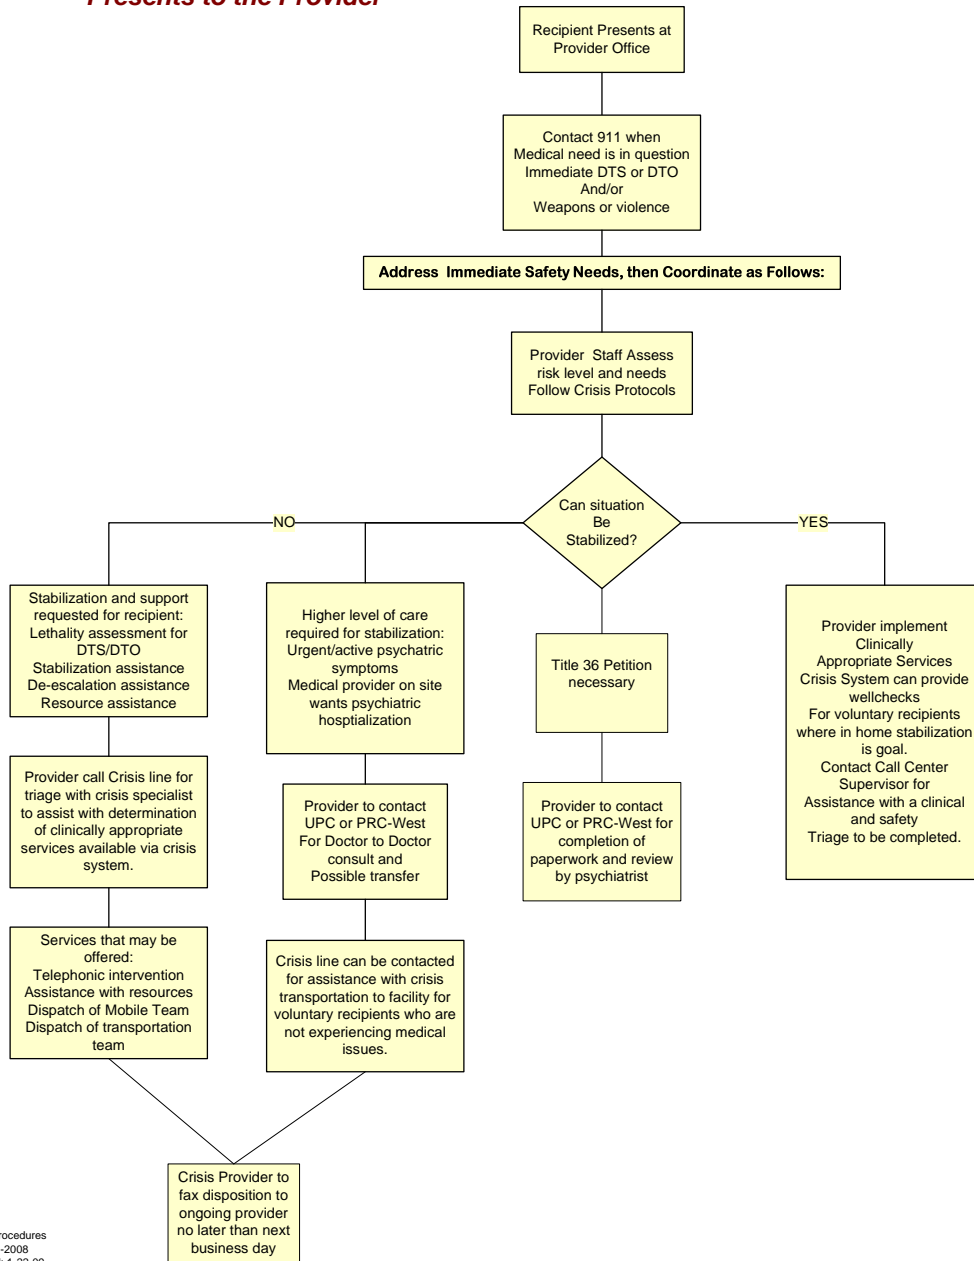 Presents to the Provider
Recipient Presents at
Provider Office
Contact 911 when
Medical need is in question
Immediate DTS or DTO
And/or
Weapons or violence
Address Immediate Safety Needs, then Coordinate as Follows:
Provider Staff Assess
risk level and needs
Follow Crisis Protocols
Can situation
Be
Stabilized?
NO
YES
Stabilization and support
requested for recipient:
Lethality assessment for
DTS/DTO
Stabilization assistance
De-escalation assistance
Resource assistance
Higher level of care
required for stabilization:
Urgent/active psychatric
symptoms
Medical provider on site
wants psychiatric
hosptialization
Title 36 Petition
necessary
Provider implement
Clinically
Appropriate Services
Crisis System can provide
wellchecks
For voluntary recipients
where in home stabilization
is goal.
Contact Call Center
Supervisor for
Assistance with a clinical
and safety
Triage to be completed.
Provider call Crisis line for
triage with crisis specialist
to assist with determination
of clinically appropriate
services available via crisis
system.
Provider to contact
UPC or PRC-West
For Doctor to Doctor
consult and
Possible transfer
Provider to contact
UPC or PRC-West for
completion of
paperwork and review
by psychiatrist
Services that may be
offered:
Telephonic intervention
Assistance with resources
Dispatch of Mobile Team
Dispatch of transportation
team
Crisis line can be contacted
for assistance with crisis
transportation to facility for
voluntary recipients who are
not experiencing medical
issues.
Crisis Provider to
fax disposition to
ongoing provider
no later than next
business day
rocedures
-2008